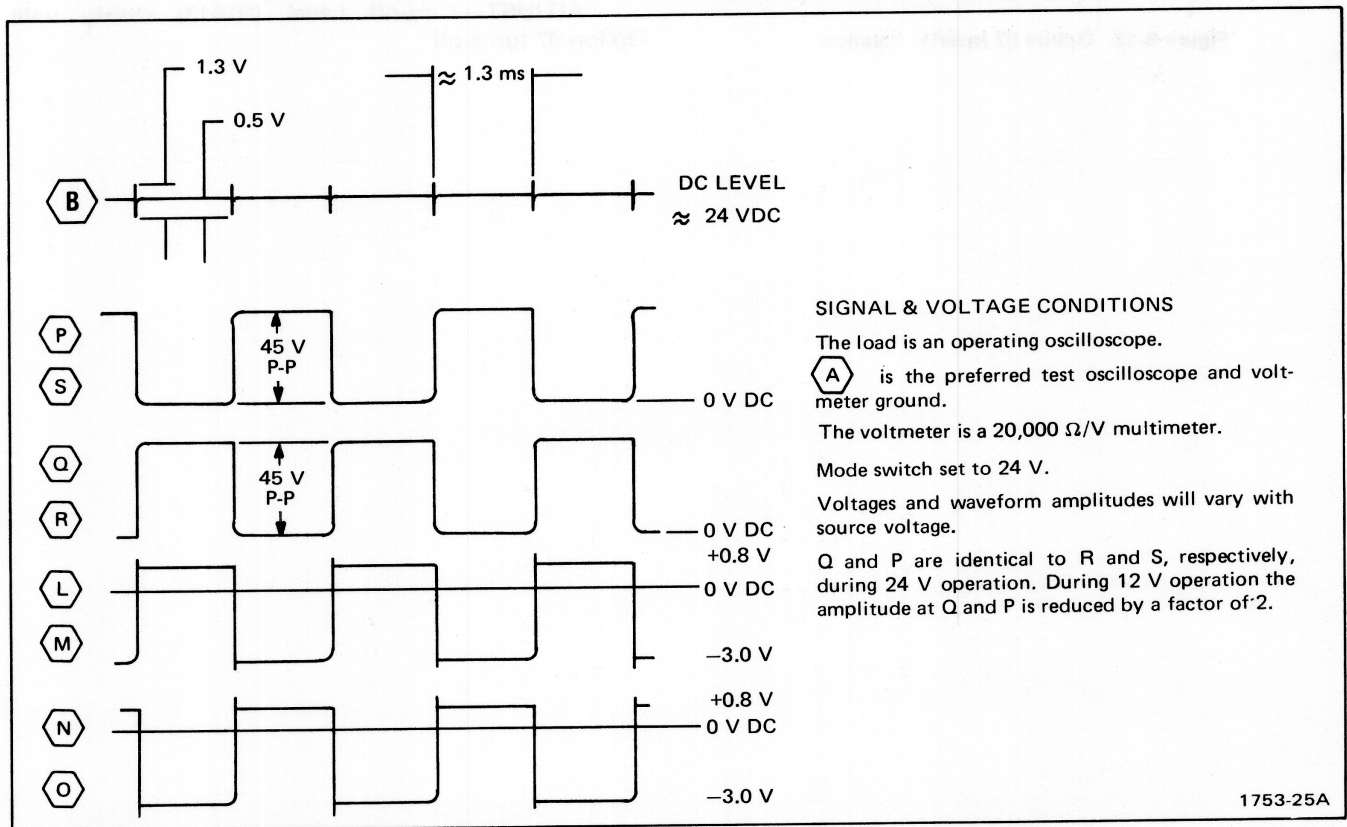 1.3 V
≈ 1.3 ms
0.5 V
B
DC LEVEL
≈ 24 VDC
P
S
45 V
P-P
0 V DC
Q
R
45 V
P-P
0 V DC
L
M
+0.8 V
0 V DC
−3.0 V
N
O
+0.8 V
0 V DC
−3.0 V
SIGNAL & VOLTAGE CONDITIONS
The load is an operating oscilloscope.
A is the preferred test oscilloscope and volt-
meter ground.
The voltmeter is a 20,000 Ω/V multimeter.
Mode switch set to 24 V.
Voltages and waveform amplitudes will vary with
source voltage.
Q and P are identical to R and S, respectively,
during 24 V operation. During 12 V operation the
amplitude at Q and P is reduced by a factor of 2.
1753-25A